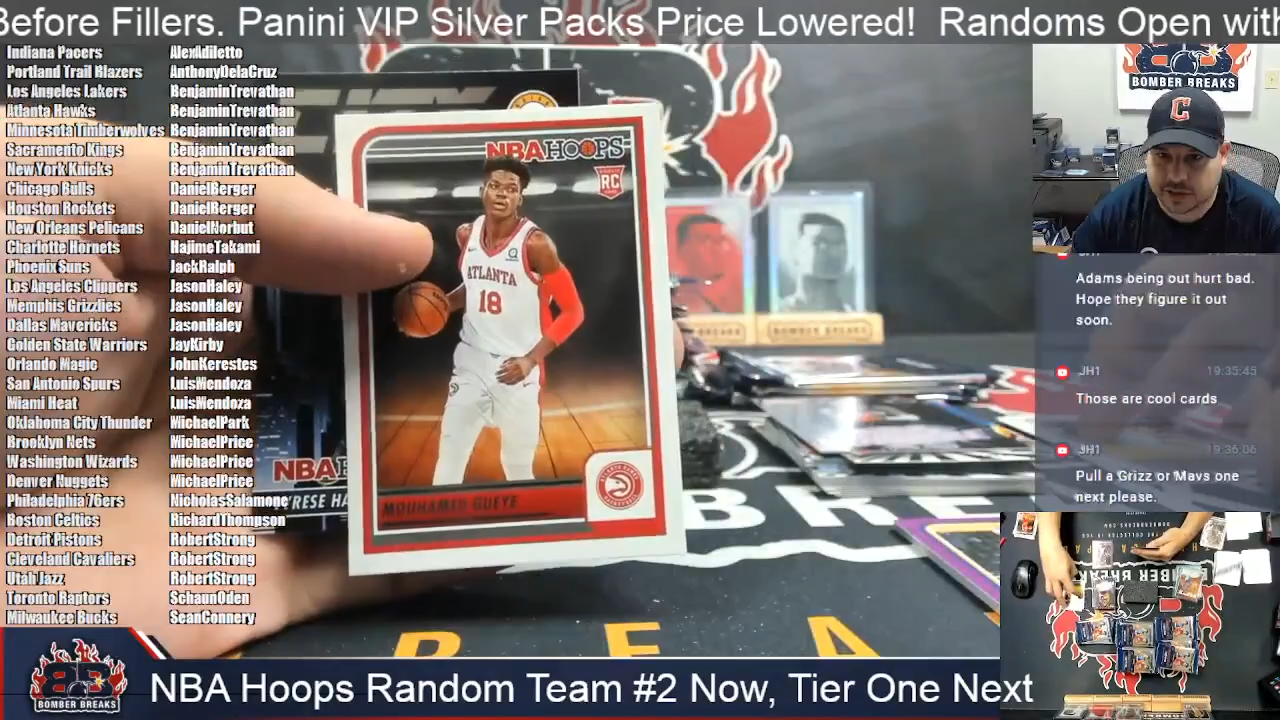 Before Fillers. Panini VIP Silver Packs Price Lowered!  Randoms Open with
Indiana Pacers AlexAdiletto
Portland Trail Blazers AnthonyDelaCruz
Los Angeles Lakers BenjaminTrevathan
Atlanta Hawks BenjaminTrevathan
Minnesota Timberwolves BenjaminTrevathan
Sacramento Kings BenjaminTrevathan
New York Knicks BenjaminTrevathan
Chicago Bulls DanielBerger
Houston Rockets DanielBerger
New Orleans Pelicans DanielNorbut
Charlotte Hornets HajimeTakami
Phoenix Suns JackRalph
Los Angeles Clippers JasonHaley
Memphis Grizzlies JasonHaley
Dallas Mavericks JasonHaley
Golden State Warriors JayKirby
Orlando Magic JohnKerestes
San Antonio Spurs LuisMendoza
Miami Heat LuisMendoza
Oklahoma City Thunder MichaelPark
Brooklyn Nets MichaelPrice
Washington Wizards MichaelPrice
Denver Nuggets MichaelPrice
Philadelphia 76ers NicholasSalamone
Boston Celtics RichardThompson
Detroit Pistons RobertStrong
Cleveland Cavaliers RobertStrong
Utah Jazz RobertStrong
Toronto Raptors SchaunOden
Milwaukee Bucks SeanConnery
NBA HOOPS
RC
ATLANTA
18
MOUHAMED GUEYE
NBA
YRESE HA
BOMBER BREAKS
BREA
BREA
BOMBER BREAKS
C
Adams being out hurt bad.
Hope they figure it out
soon.
JH1 19:35:45
Those are cool cards
JH1 19:36:06
Pull a Grizz or Mavs one
next please.
BOMBER BREAKS
NBA Hoops Random Team #2 Now, Tier One Next